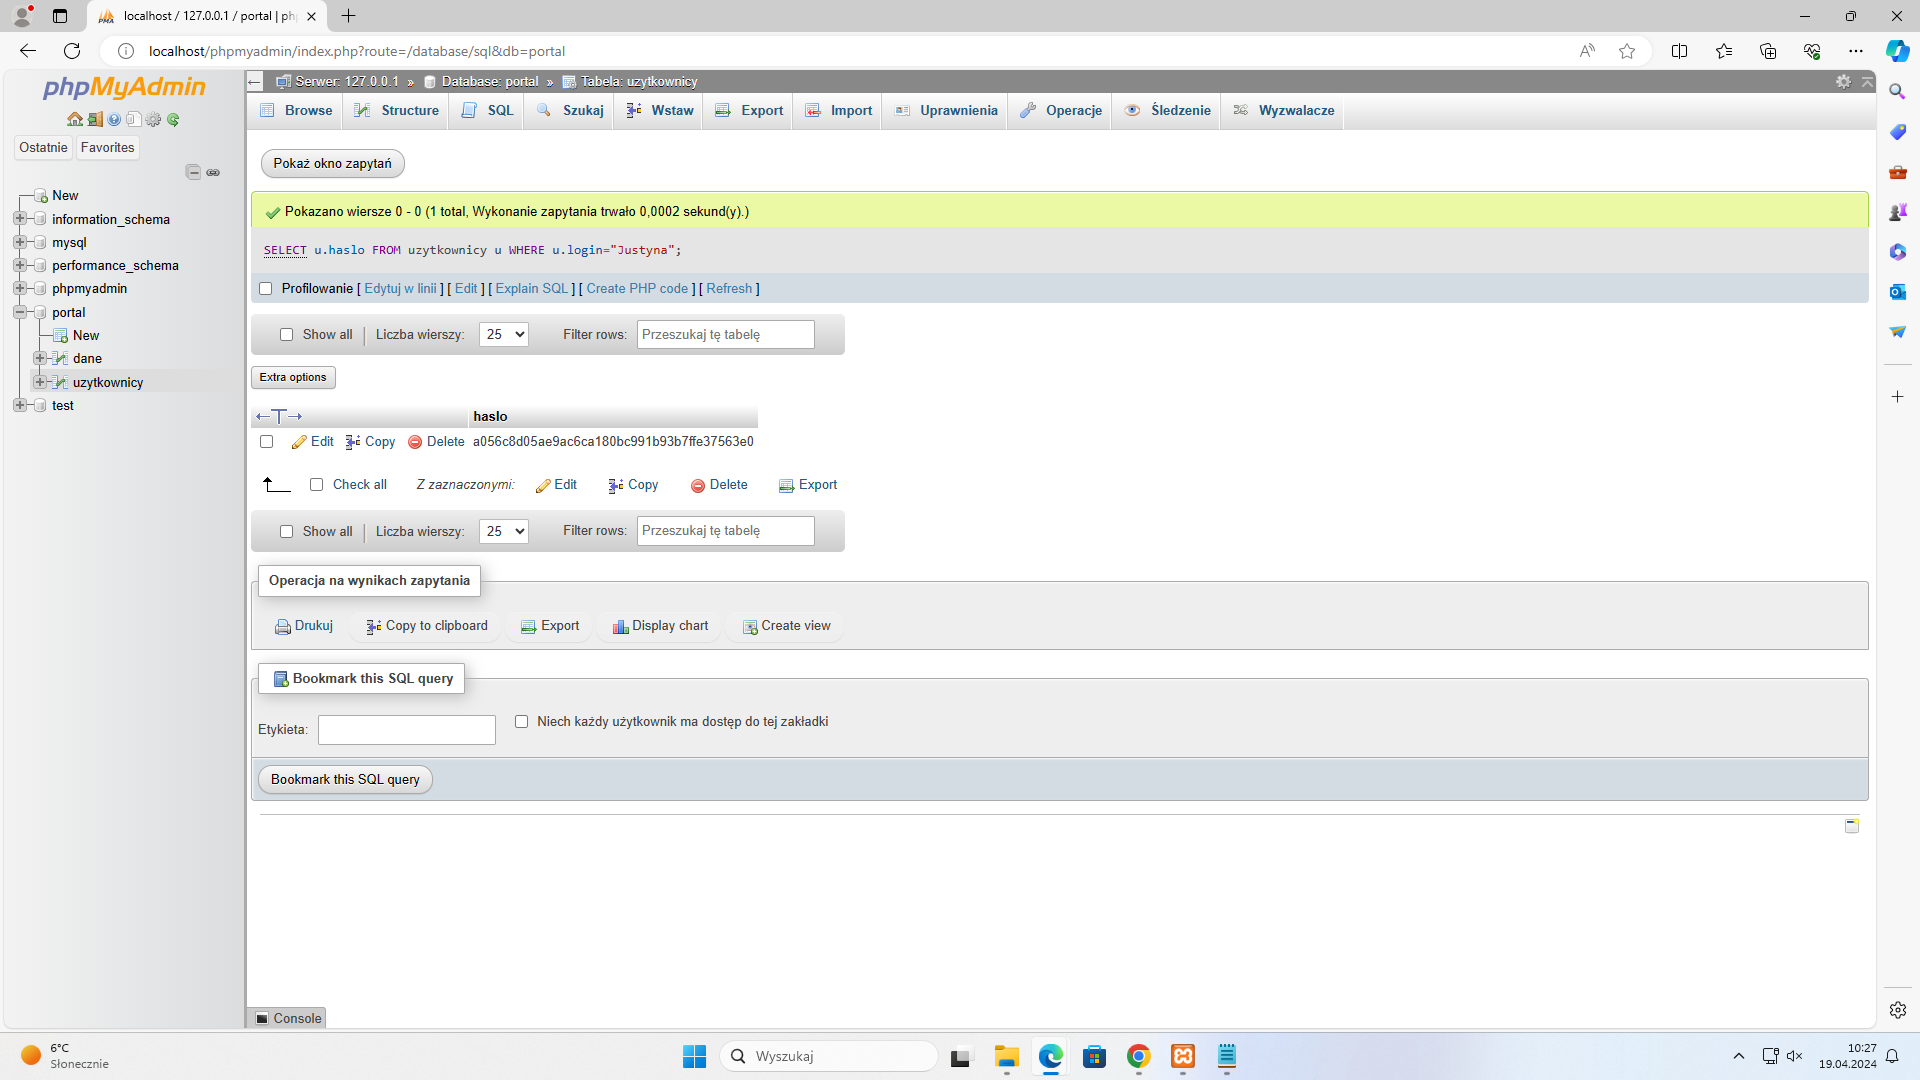 localhost / 127.0.0.1 / portal | ph
localhost/phpmyadmin/index.php?route=/database/sql&db=portal
phpMyAdmin
Ostatnie Favorites
New
information_schema
mysql
performance_schema
phpmyadmin
portal
New
dane
uzytkownicy
test
Serwer: 127.0.0.1 » Database: portal » Tabela: uzytkownicy
Browse Structure SQL Szukaj Wstaw Export Import Uprawnienia Operacje Śledzenie Wyzwalacze
Pokaż okno zapytań
Pokazano wiersze 0 - 0 (1 total, Wykonanie zapytania trwało 0,0002 sekund(y).)
SELECT u.haslo FROM uzytkownicy u WHERE u.login="Justyna";
Profilowanie [ Edytuj w linii ] [ Edit ] [ Explain SQL ] [ Create PHP code ] [ Refresh ]
Show all Liczba wierszy: 25 Filter rows: Przeszukaj tę tabelę
Extra options
←T→ haslo
Edit Copy Delete a056c8d05ae9ac6ca180bc991b93b7ffe37563e0
Check all Z zaznaczonymi: Edit Copy Delete Export
Show all Liczba wierszy: 25 Filter rows: Przeszukaj tę tabelę
Operacja na wynikach zapytania
Drukuj Copy to clipboard Export Display chart Create view
Bookmark this SQL query
Etykieta: Niech każdy użytkownik ma dostęp do tej zakładki
Bookmark this SQL query
Console
6°C
Słonecznie
Wyszukaj
10:27
19.04.2024